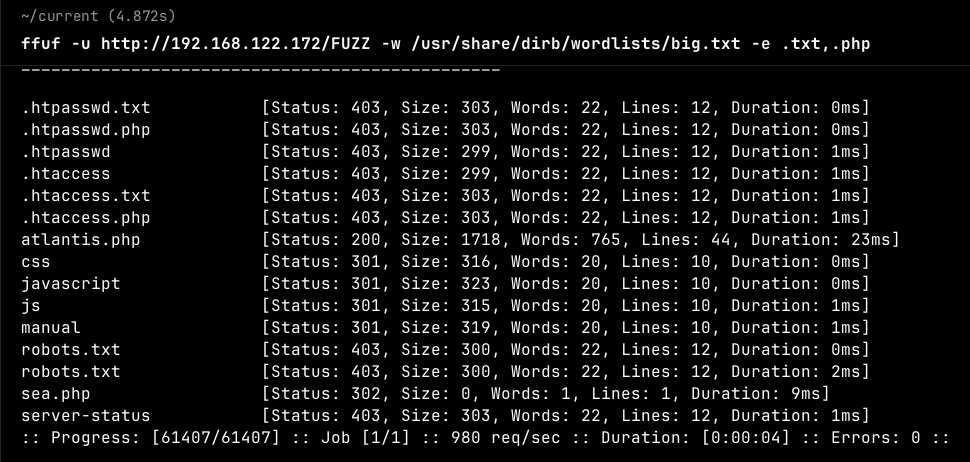 ~/current (4.872s)
ffuf -u http://192.168.122.172/FUZZ -w /usr/share/dirb/wordlists/big.txt -e .txt,.php
________________________________________________
.htpasswd.txt           [Status: 403, Size: 303, Words: 22, Lines: 12, Duration: 0ms]
.htpasswd.php           [Status: 403, Size: 303, Words: 22, Lines: 12, Duration: 0ms]
.htpasswd               [Status: 403, Size: 299, Words: 22, Lines: 12, Duration: 1ms]
.htaccess               [Status: 403, Size: 299, Words: 22, Lines: 12, Duration: 1ms]
.htaccess.txt           [Status: 403, Size: 303, Words: 22, Lines: 12, Duration: 1ms]
.htaccess.php           [Status: 403, Size: 303, Words: 22, Lines: 12, Duration: 1ms]
atlantis.php            [Status: 200, Size: 1718, Words: 765, Lines: 44, Duration: 23ms]
css                     [Status: 301, Size: 316, Words: 20, Lines: 10, Duration: 0ms]
javascript              [Status: 301, Size: 323, Words: 20, Lines: 10, Duration: 0ms]
js                      [Status: 301, Size: 315, Words: 20, Lines: 10, Duration: 1ms]
manual                  [Status: 301, Size: 319, Words: 20, Lines: 10, Duration: 1ms]
robots.txt              [Status: 403, Size: 300, Words: 22, Lines: 12, Duration: 0ms]
robots.txt              [Status: 403, Size: 300, Words: 22, Lines: 12, Duration: 2ms]
sea.php                 [Status: 302, Size: 0, Words: 1, Lines: 1, Duration: 9ms]
server-status           [Status: 403, Size: 303, Words: 22, Lines: 12, Duration: 1ms]
:: Progress: [61407/61407] :: Job [1/1] :: 980 req/sec :: Duration: [0:00:04] :: Errors: 0 ::